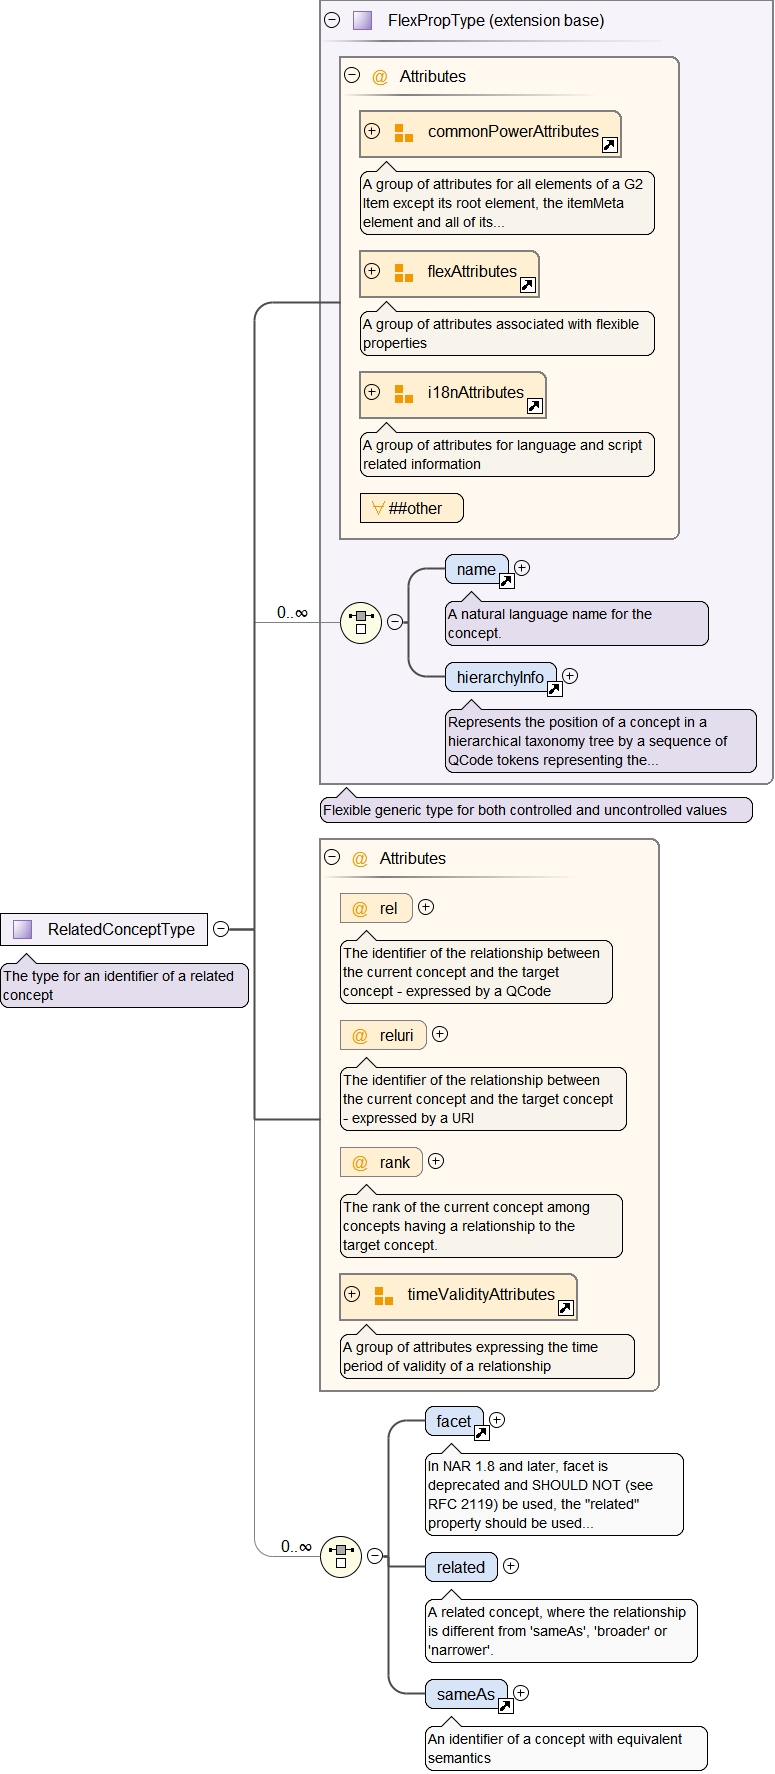 FlexPropType (extension base)
@ Attributes
commonPowerAttributes
A group of attributes for all elements of a G2
Item except its root element, the itemMeta
element and all of its...
flexAttributes
A group of attributes associated with flexible
properties
i18nAttributes
A group of attributes for language and script
related information
##other
0..∞
name
A natural language name for the
concept.
hierarchyInfo
Represents the position of a concept in a
hierarchical taxonomy tree by a sequence of
QCode tokens representing the...
Flexible generic type for both controlled and uncontrolled values
@ Attributes
@ rel
The identifier of the relationship between
the current concept and the target
concept - expressed by a QCode
RelatedConceptType
The type for an identifier of a related
concept
@ reluri
The identifier of the relationship between
the current concept and the target concept
- expressed by a URI
@ rank
The rank of the current concept among
concepts having a relationship to the
target concept.
timeValidityAttributes
A group of attributes expressing the time
period of validity of a relationship
0..∞
facet
In NAR 1.8 and later, facet is
deprecated and SHOULD NOT (see
RFC 2119) be used, the "related"
property should be used...
related
A related concept, where the relationship
is different from 'sameAs', 'broader' or
'narrower'.
sameAs
An identifier of a concept with equivalent
semantics